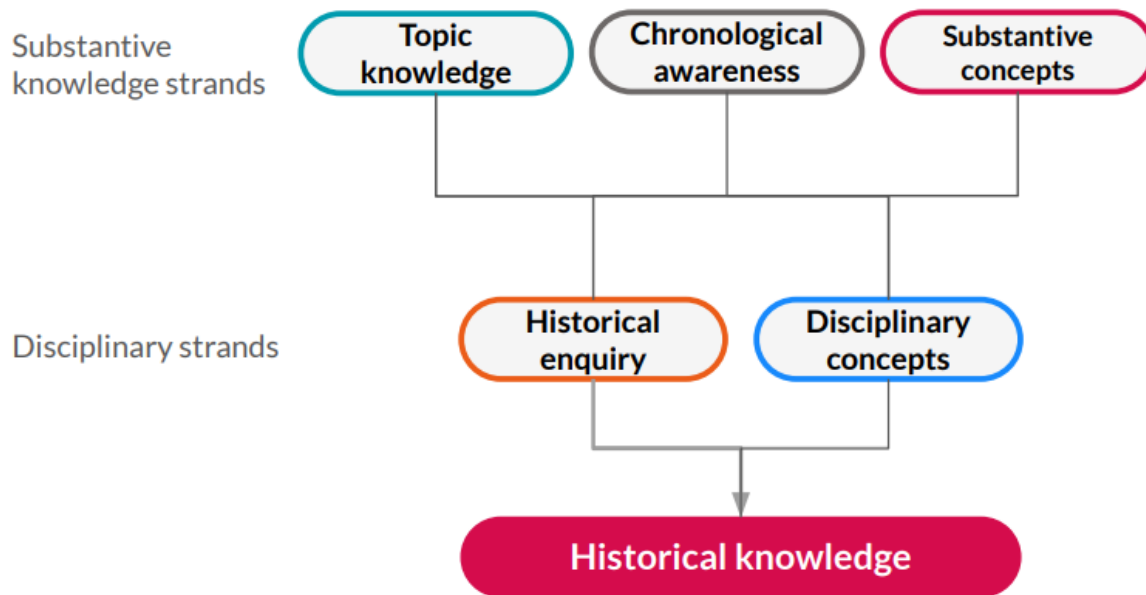 Substantive
knowledge strands
Topic
knowledge
Chronological
awareness
Substantive
concepts
Disciplinary strands
Historical
enquiry
Disciplinary
concepts
Historical knowledge